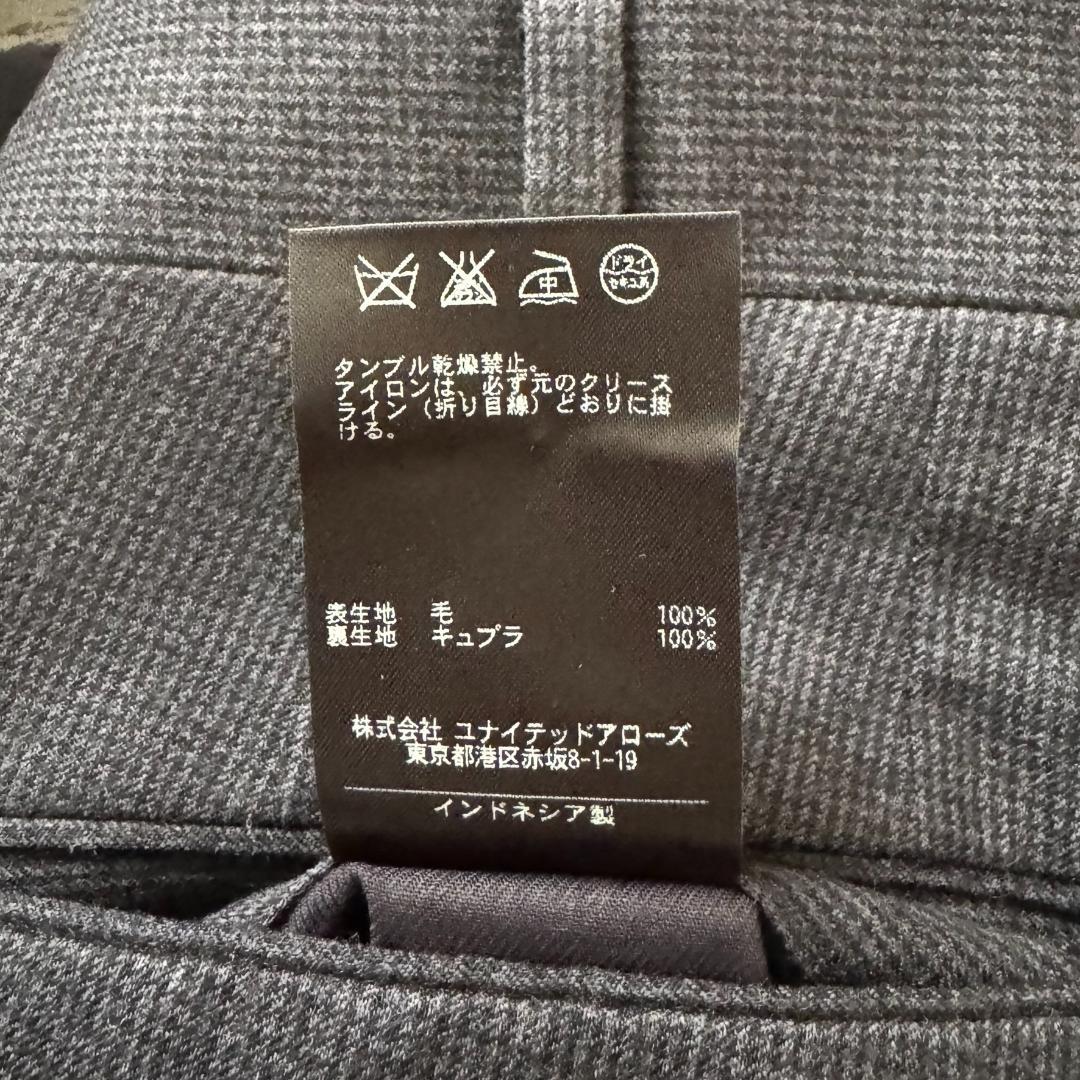 中
ドライ
セキユ系
タンブル乾燥禁止。
アイロンは、必ず元のクリース
ライン（折り目線）どおりに掛
ける。
表生地 毛 100%
裏生地 キュプラ 100%
株式会社 ユナイテッドアローズ
東京都港区赤坂8-1-19
インドネシア製